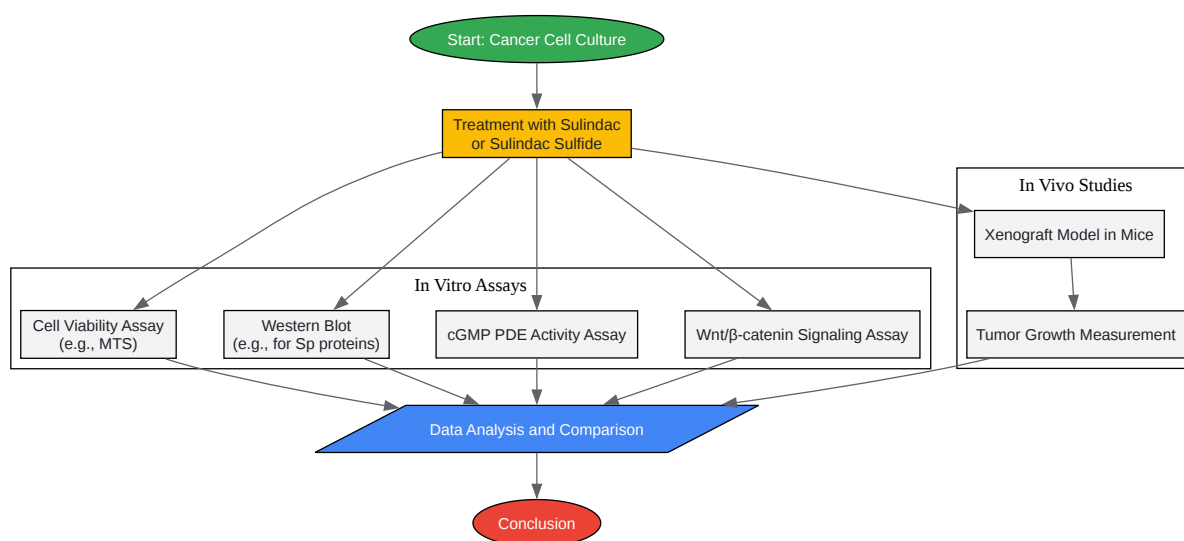 Start: Cancer Cell Culture
Treatment with Sulindac
or Sulindac Sulfide
In Vivo Studies
Xenograft Model in Mice
In Vitro Assays
Cell Viability Assay
(e.g., MTS)
Western Blot
(e.g., for Sp proteins)
cGMP PDE Activity Assay
Wnt/β-catenin Signaling Assay
Tumor Growth Measurement
Data Analysis and Comparison
Conclusion